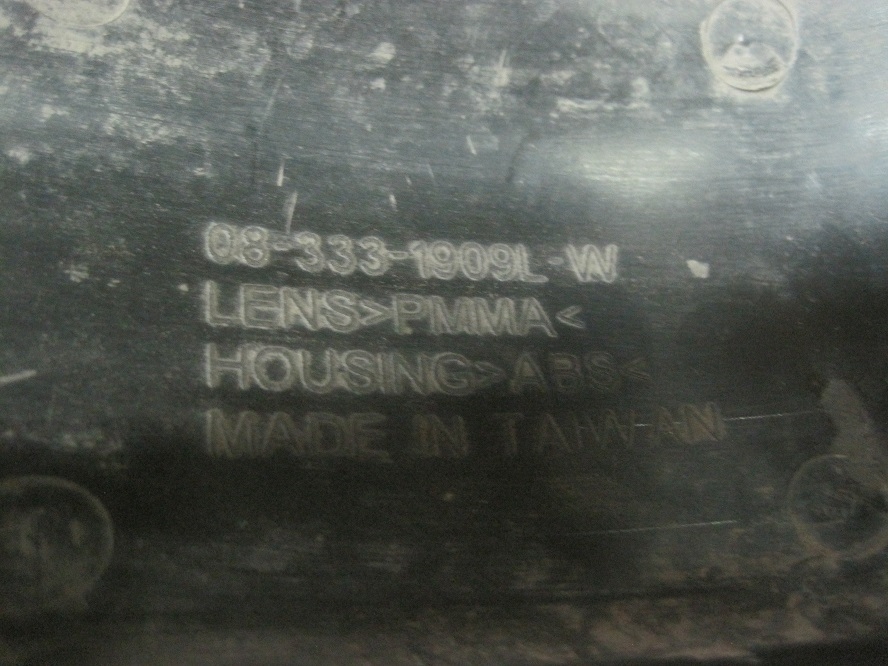 08-333-1909L-W
LENS>PMMA<
HOUSING>ABS<
MADE IN TAIWAN